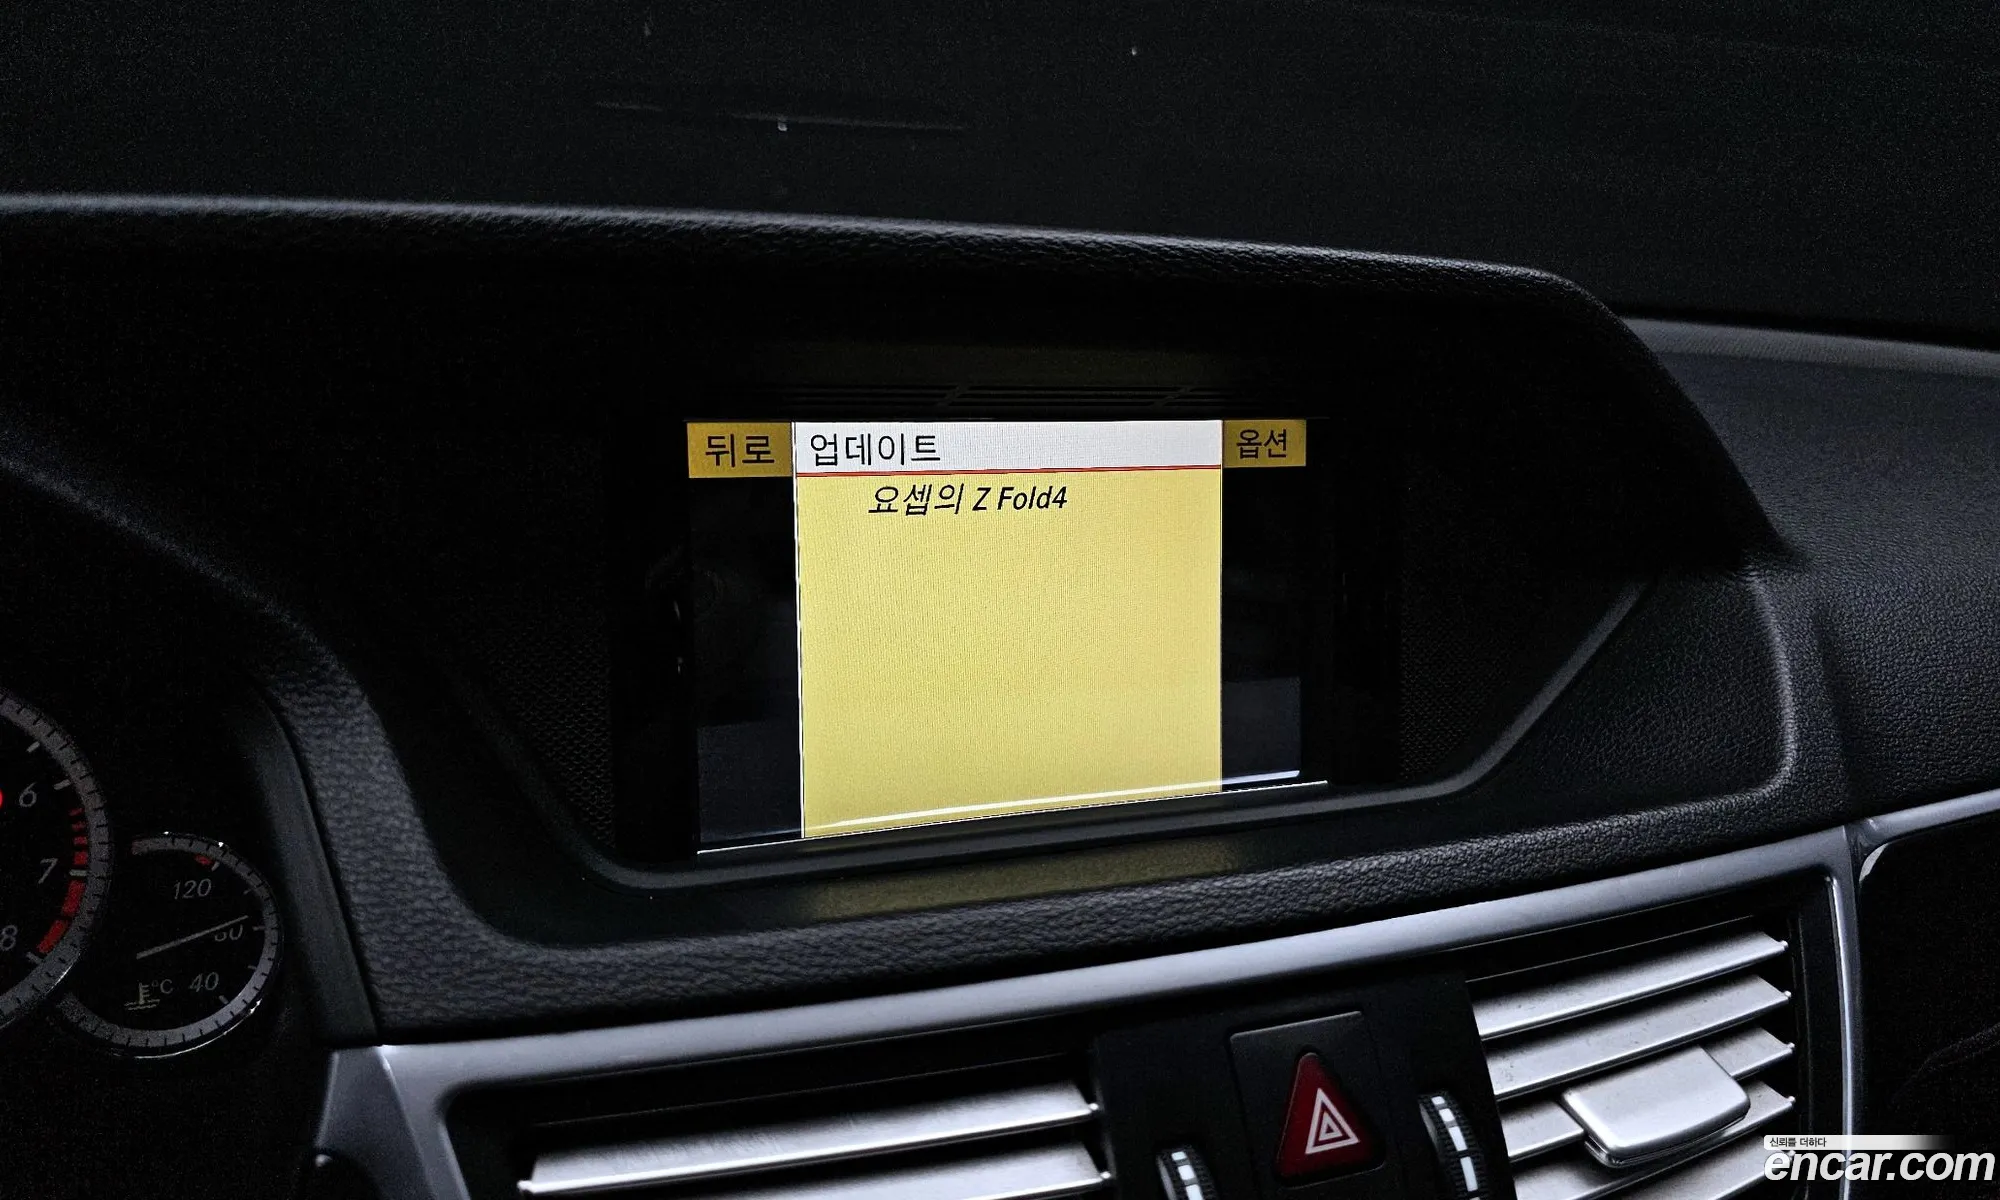 뒤로
업데이트
옵션
요셉의 Z Fold4
6
7
8
120
80
°C 40
신뢰를 더하다
encar.com